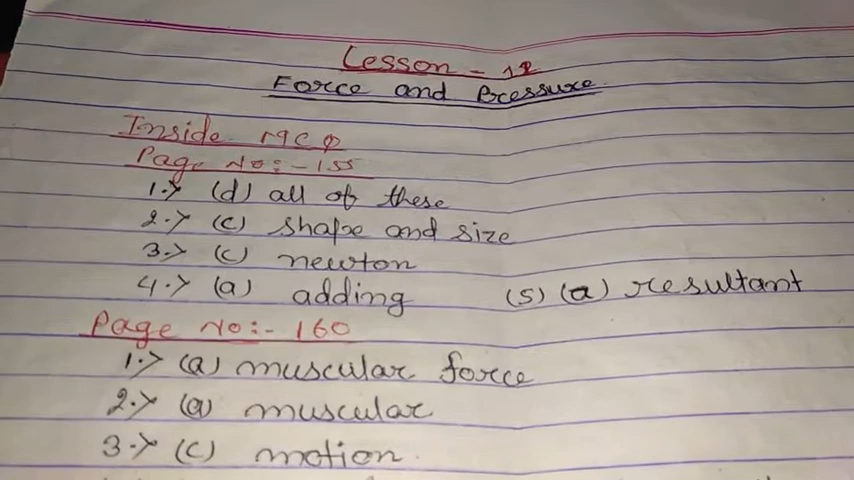 Lesson - 12
Force and Pressure
Inside MCQ
Page No:- 155
1.> (d) all of these
2.> (c) shape and size
3.> (c) newton
4.> (a) adding (5) (a) resultant
Page No:- 160
1.> (a) muscular force
2.> (a) muscular
3.> (c) motion